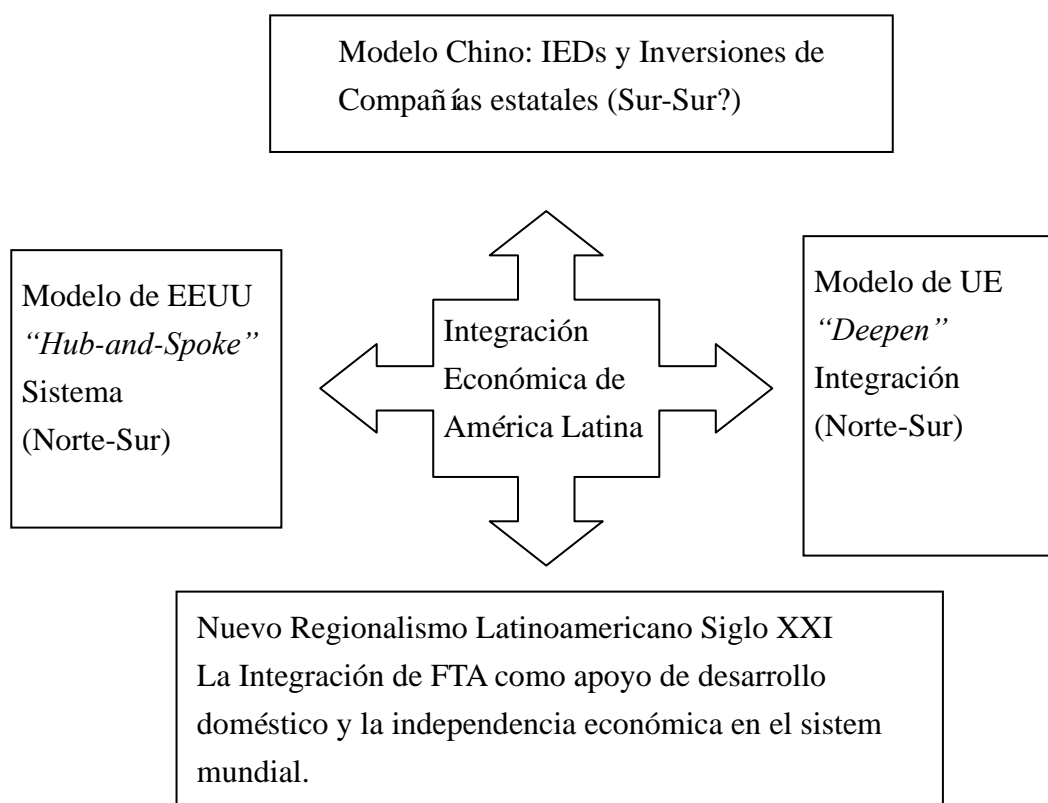 Modelo Chino: IEDs y Inversiones de
Compañías estatales (Sur-Sur?)
Modelo de EEUU
“Hub-and-Spoke”
Sistema
(Norte-Sur)
Integración
Económica de
América Latina
Modelo de UE
“Deepen”
Integración
(Norte-Sur)
Nuevo Regionalismo Latinoamericano Siglo XXI
La Integración de FTA como apoyo de desarrollo
doméstico y la independencia económica en el sistem
mundial.